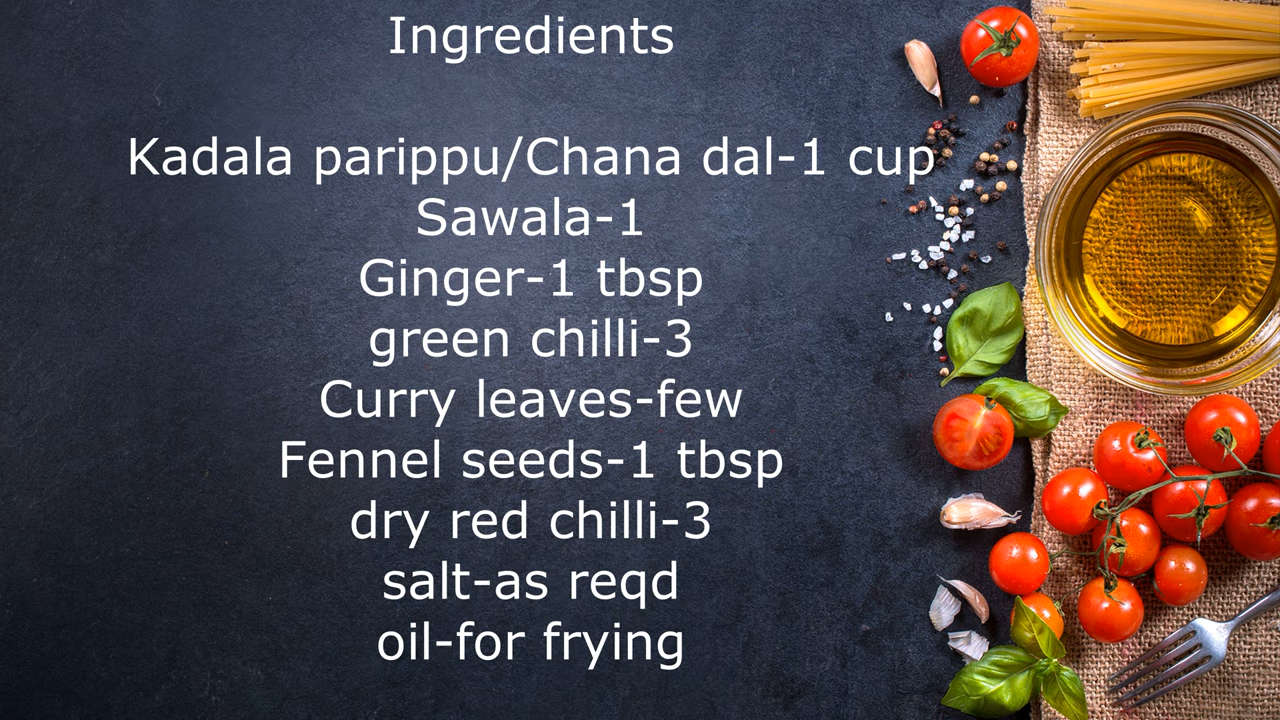 Ingredients
Kadala parippu/Chana dal-1 cup
Sawala-1
Ginger-1 tbsp
green chilli-3
Curry leaves-few
Fennel seeds-1 tbsp
dry red chilli-3
salt-as reqd
oil-for frying